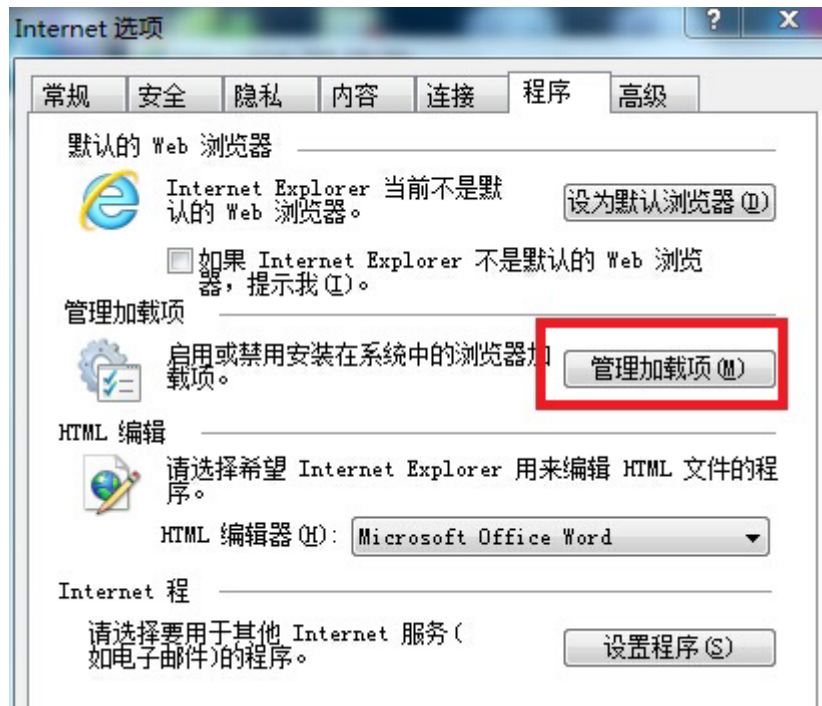 Internet 选项
? X
常规 安全 隐私 内容 连接 程序 高级
默认的 Web 浏览器
Internet Explorer 当前不是默
认的 Web 浏览器。
设为默认浏览器(D)
如果 Internet Explorer 不是默认的 Web 浏览
器，提示我(I)。
管理加载项
启用或禁用安装在系统中的浏览器加
载项。
管理加载项(M)
HTML 编辑
请选择希望 Internet Explorer 用来编辑 HTML 文件的程
序。
HTML 编辑器(H): Microsoft Office Word
Internet 程
请选择要用于其他 Internet 服务(
如电子邮件)的程序。
设置程序(S)